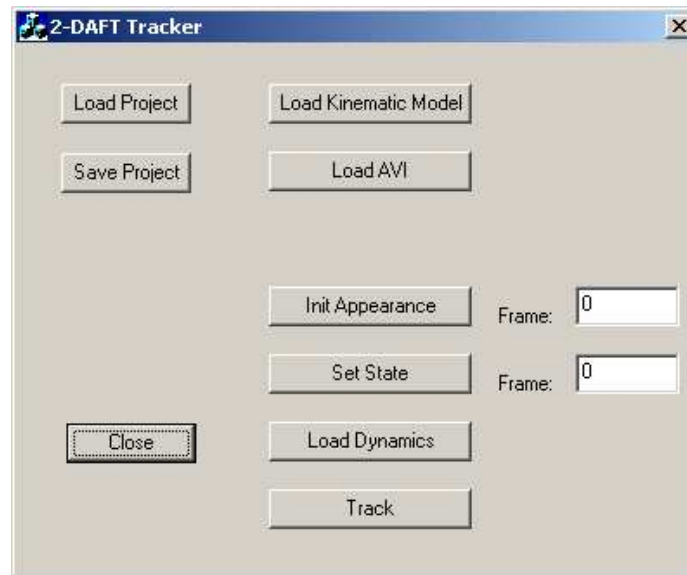 2-DAFT Tracker
Load Project
Load Kinematic Model
Save Project
Load AVI
Init Appearance
Frame:
0
Set State
Frame:
0
Close
Load Dynamics
Track